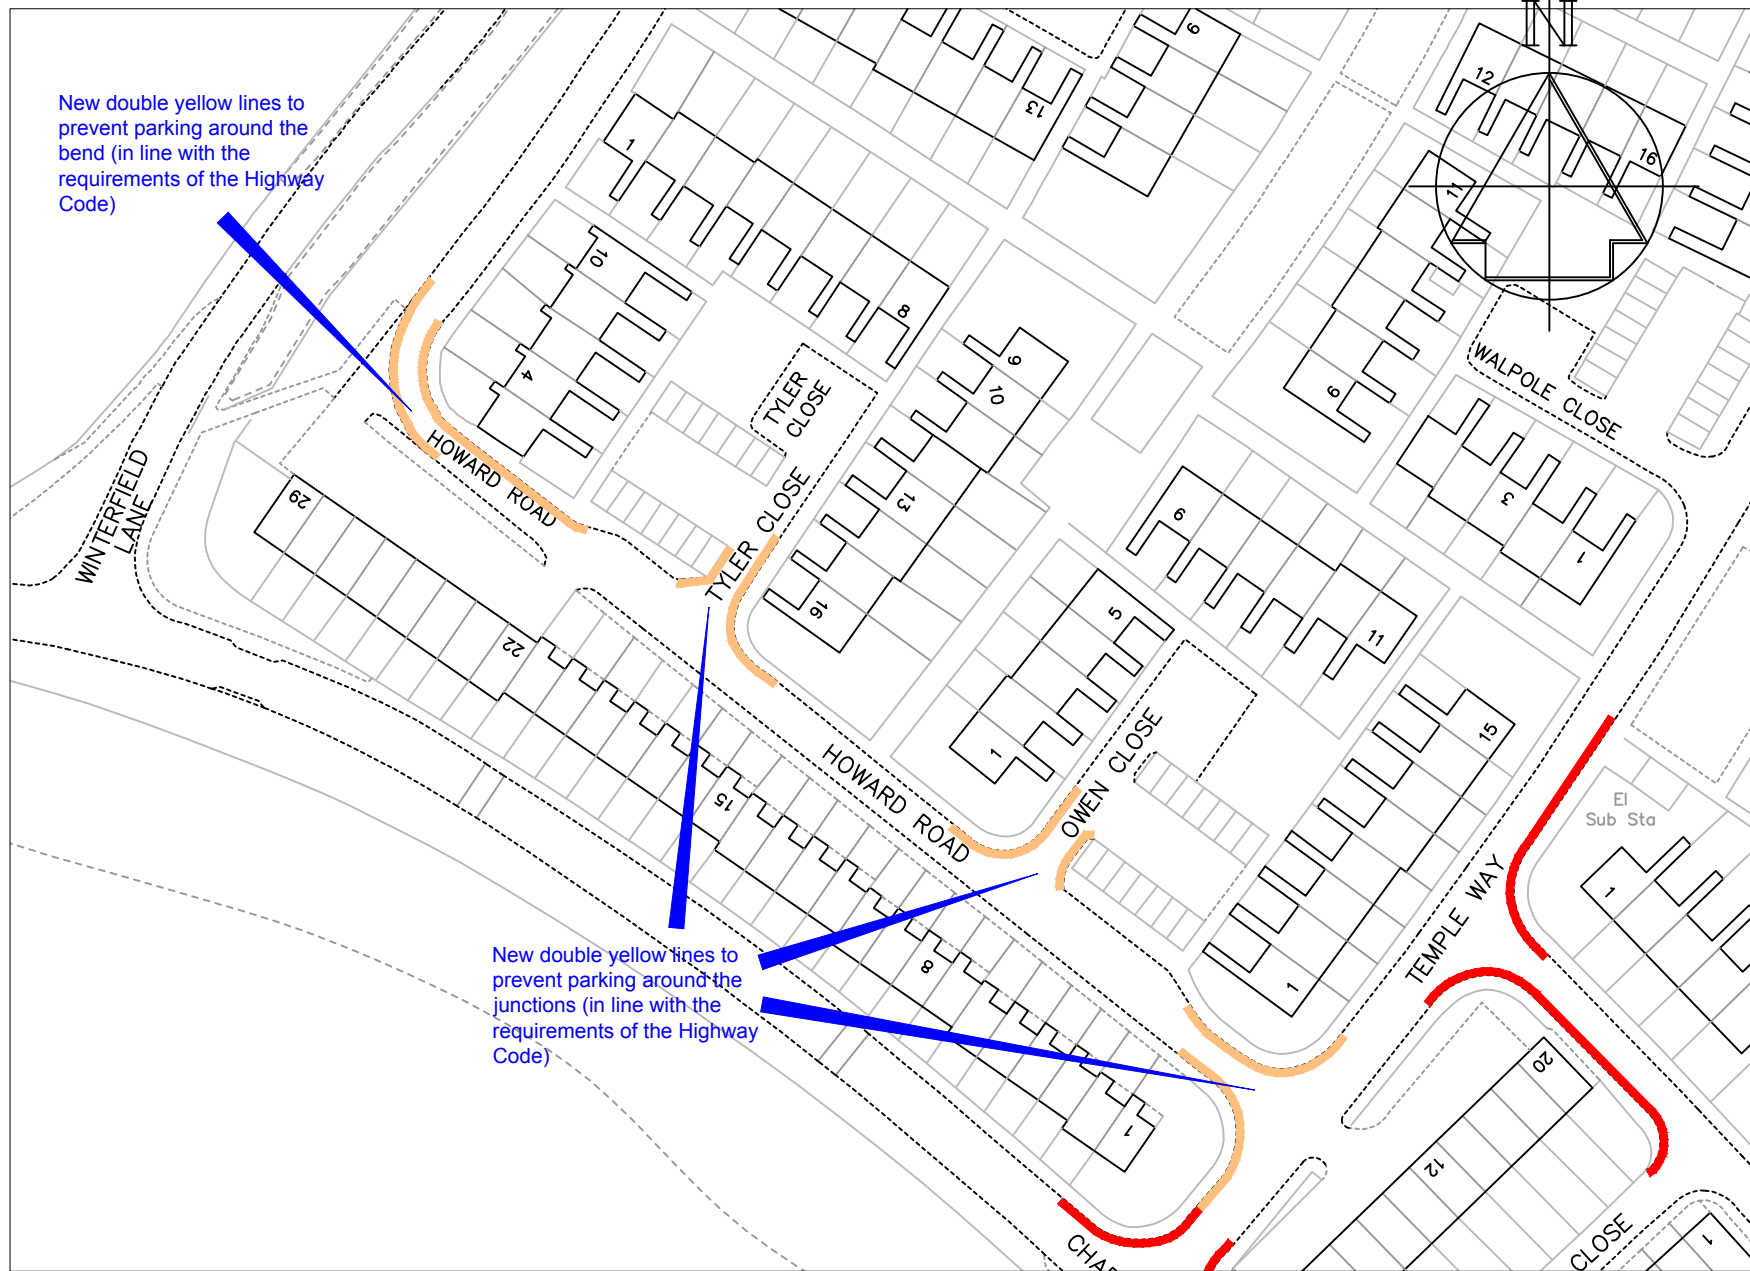 New double yellow lines to
prevent parking around the
bend (in line with the
requirements of the Highway
Code)
N
9
13
12
16
11
1
10
8
4
9
10
TYLER
CLOSE
6
WALPOLE CLOSE
3
1
HOWARD ROAD
WINTERFIELD
LANE
29
13
TYLER CLOSE
16
9
11
5
1
22
OWEN CLOSE
15
HOWARD ROAD
15
El
Sub Sta
1
TEMPLE WAY
8
1
New double yellow lines to
prevent parking around the
junctions (in line with the
requirements of the Highway
Code)
20
12
1
CLOSE
1